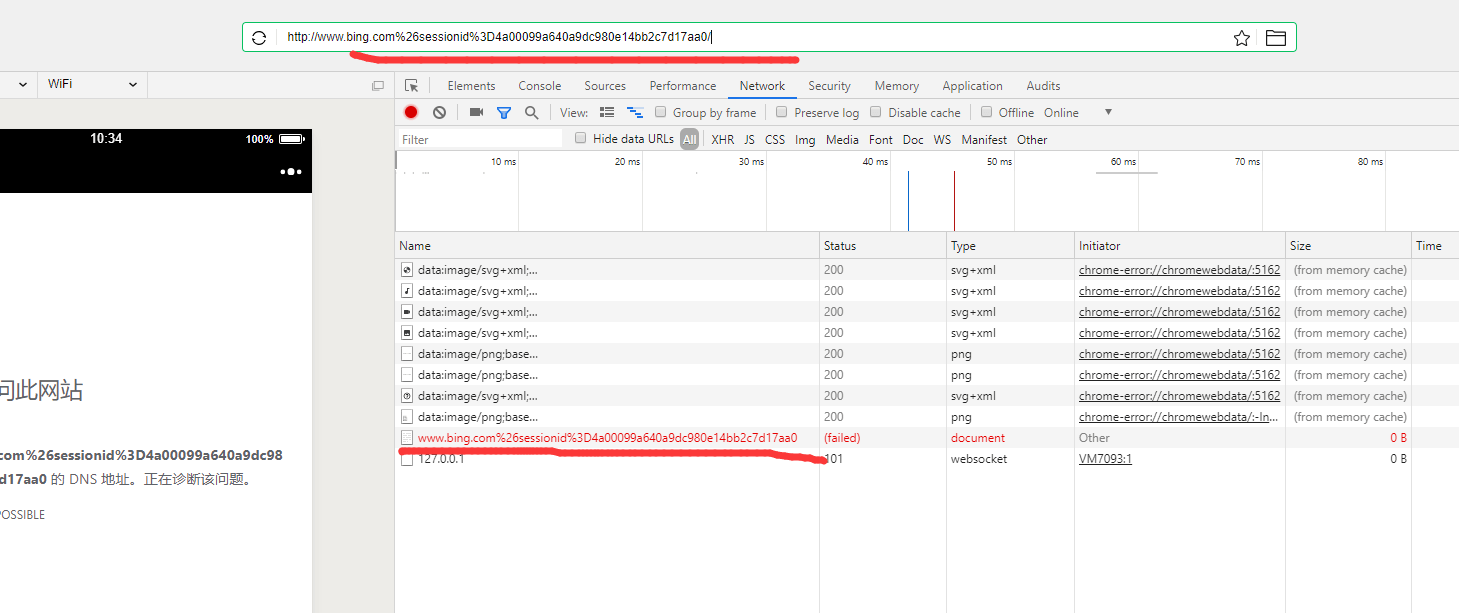 http://www.bing.com%26sessionid%3D4a00099a640a9dc980e14bb2c7d17aa0/
WiFi
Elements Console Sources Performance Network Security Memory Application Audits
View: Group by frame Preserve log Disable cache Offline Online
Filter Hide data URLs All XHR JS CSS Img Media Font Doc WS Manifest Other
10:34 100%
10 ms 20 ms 30 ms 40 ms 50 ms 60 ms 70 ms 80 ms
Name Status Type Initiator Size Time
data:image/svg+xml;... 200 svg+xml chrome-error://chromewebdata/:5162 (from memory cache)
data:image/svg+xml;... 200 svg+xml chrome-error://chromewebdata/:5162 (from memory cache)
data:image/svg+xml;... 200 svg+xml chrome-error://chromewebdata/:5162 (from memory cache)
data:image/svg+xml;... 200 svg+xml chrome-error://chromewebdata/:5162 (from memory cache)
data:image/png;base... 200 png chrome-error://chromewebdata/:5162 (from memory cache)
data:image/png;base... 200 png chrome-error://chromewebdata/:5162 (from memory cache)
data:image/svg+xml;... 200 svg+xml chrome-error://chromewebdata/:5162 (from memory cache)
data:image/png;base... 200 png chrome-error://chromewebdata/:-In... (from memory cache)
www.bing.com%26sessionid%3D4a00099a640a9dc980e14bb2c7d17aa0 (failed) document Other 0 B
127.0.0.1 101 websocket VM7093:1 0 B
问此网站
com%26sessionid%3D4a00099a640a9dc98
d17aa0 的 DNS 地址。正在诊断该问题。
POSSIBLE